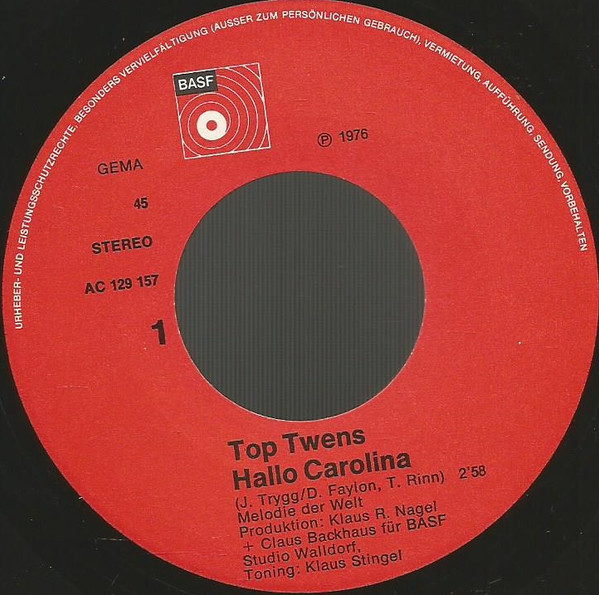 URHEBER- UND LEISTUNGSSCHUTZRECHTE, BESONDERS VERVIELFÄLTIGUNG (AUSSER ZUM PERSÖNLICHEN GEBRAUCH), VERMIETUNG, AUFFÜHRUNG, SENDUNG, VORBEHALTEN
BASF
℗ 1976
GEMA
45
STEREO
AC 129 157
1
Top Twens
Hallo Carolina
(J. Trygg/D. Faylon, T. Rinn) 2'58
Melodie der Welt
Produktion: Klaus R. Nagel
+ Claus Backhaus für BASF
Studio Walldorf,
Toning: Klaus Stingel